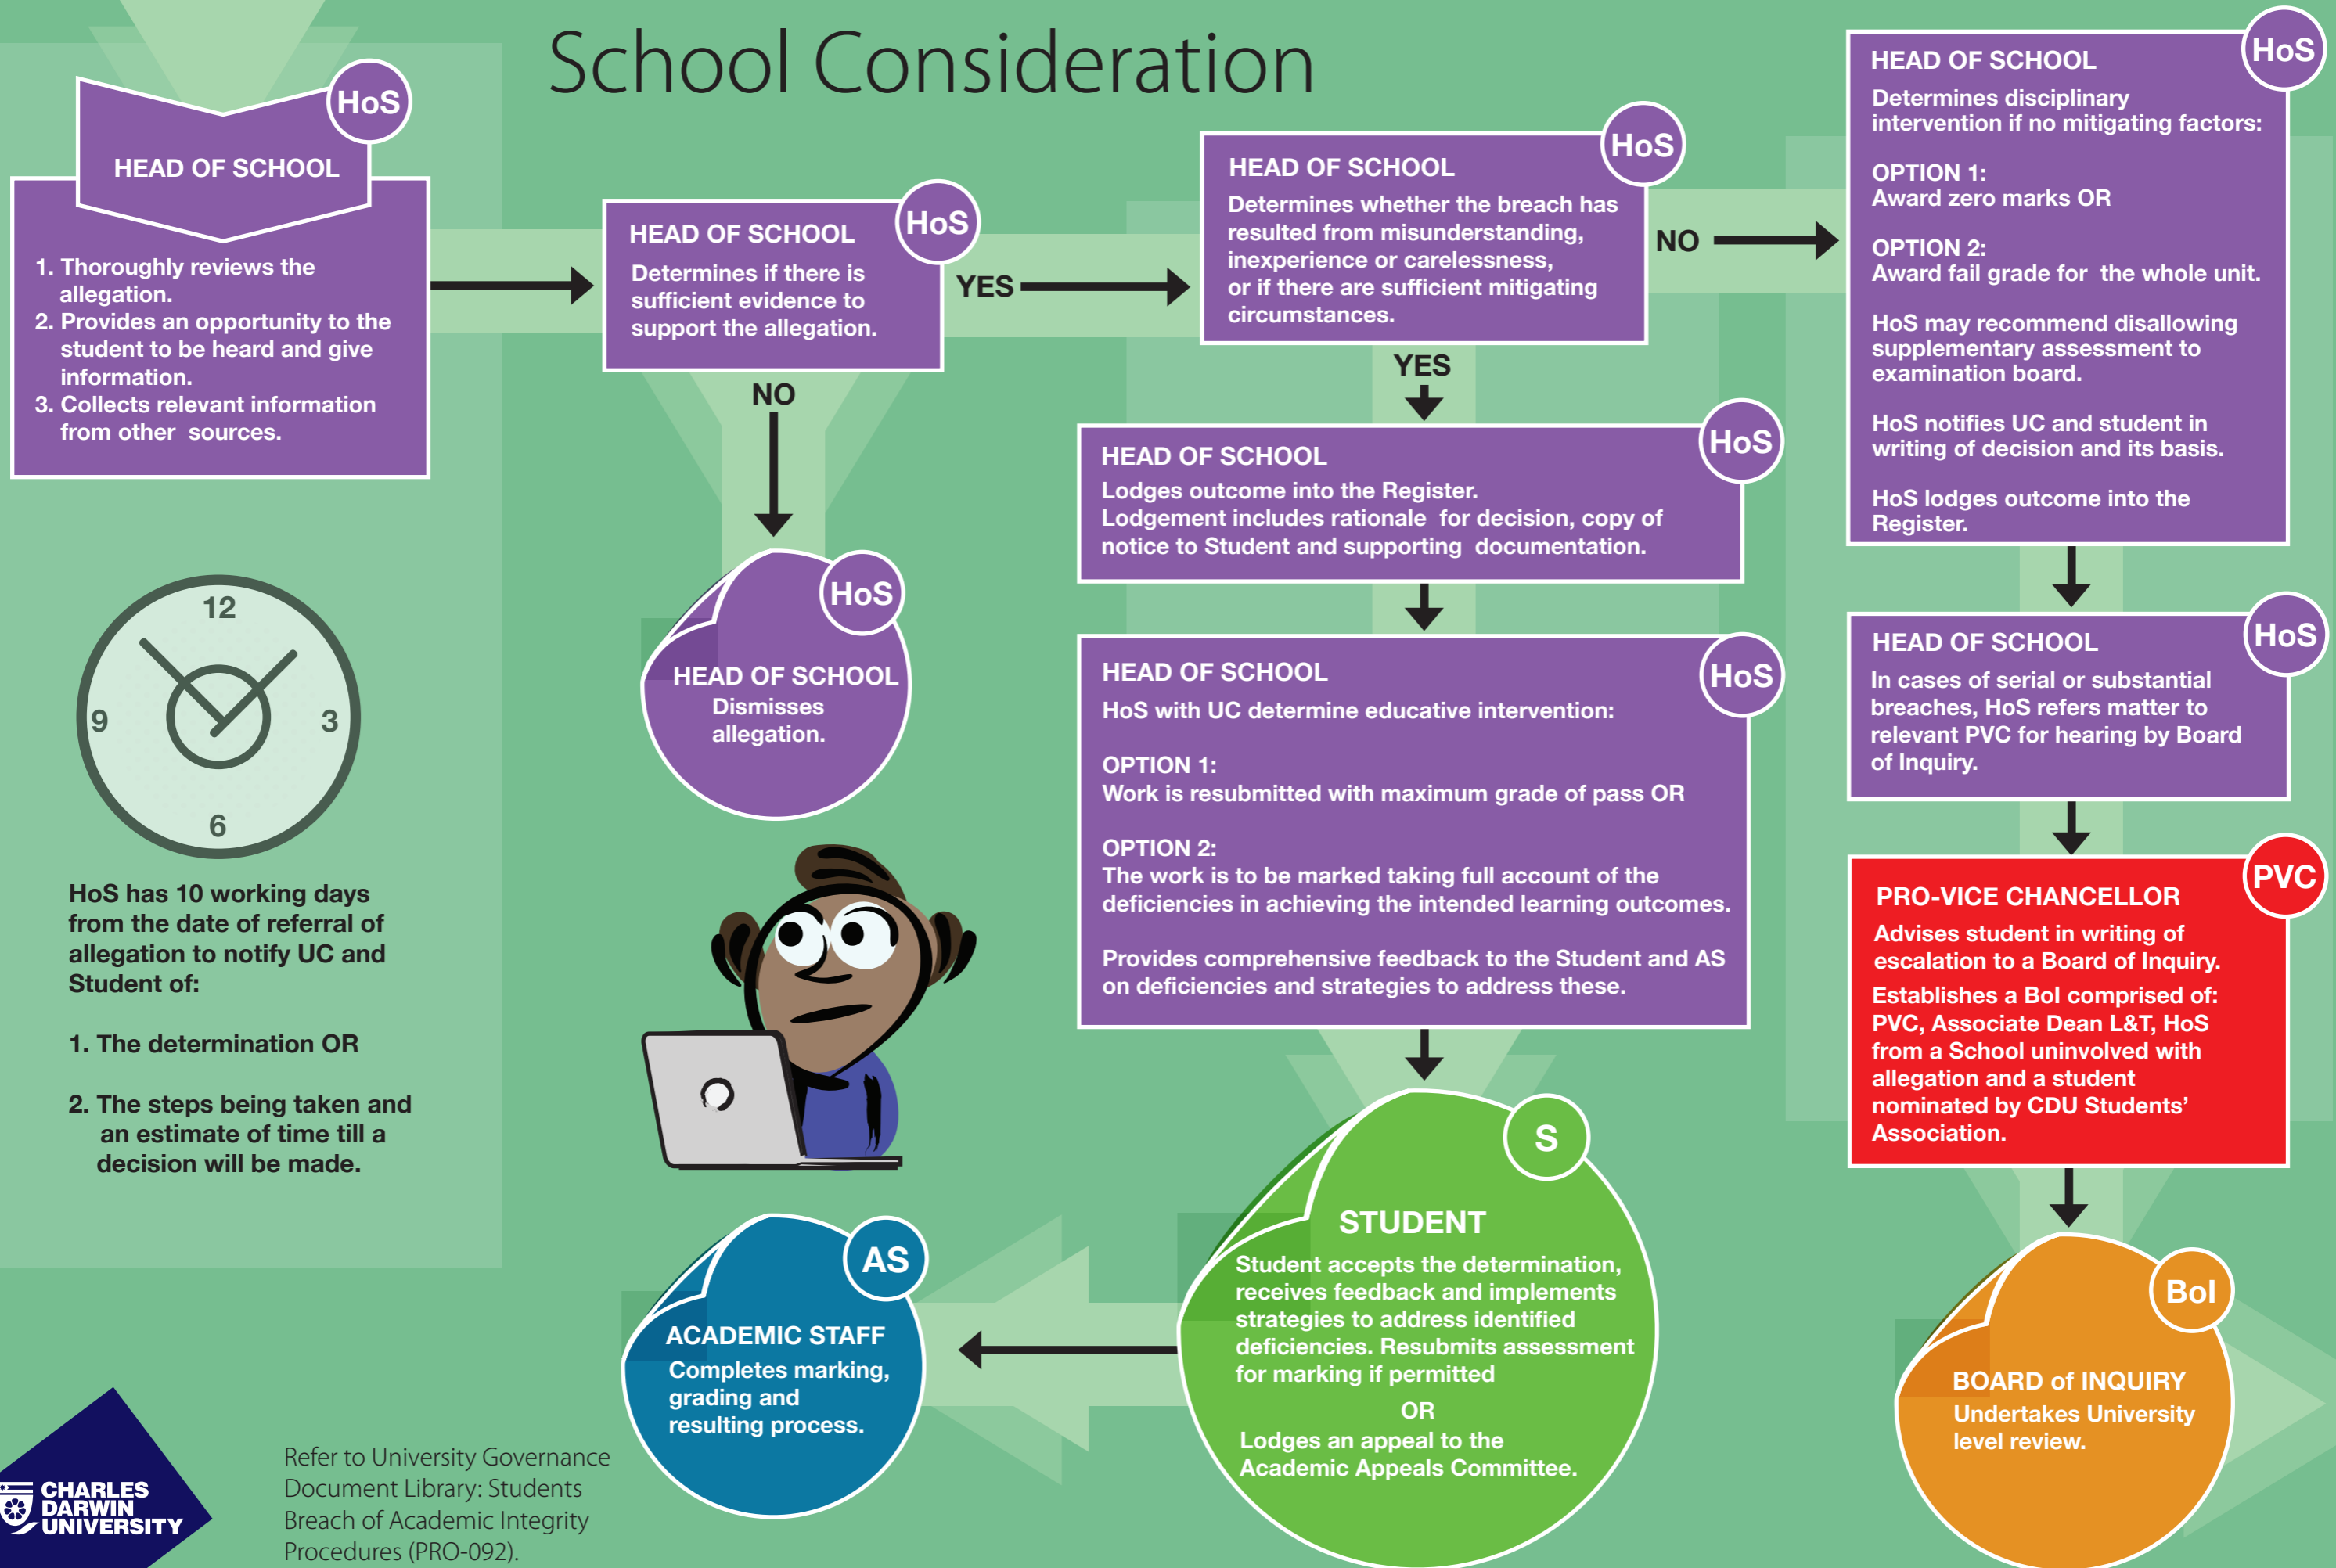 School Consideration
HoS
HEAD OF SCHOOL
1. Thoroughly reviews the
allegation.
2. Provides an opportunity to the
student to be heard and give
information.
3. Collects relevant information
from other sources.
12
9
3
6
HoS has 10 working days
from the date of referral of
allegation to notify UC and
Student of:
1. The determination OR
2. The steps being taken and
an estimate of time till a
decision will be made.
HoS
HEAD OF SCHOOL
Determines if there is
sufficient evidence to
support the allegation.
NO
HoS
HEAD OF SCHOOL
Dismisses
allegation.
YES
HoS
HEAD OF SCHOOL
Determines whether the breach has
resulted from misunderstanding,
inexperience or carelessness,
or if there are sufficient mitigating
circumstances.
YES
HoS
HEAD OF SCHOOL
Lodges outcome into the Register.
Lodgement includes rationale for decision, copy of
notice to Student and supporting documentation.
HoS
HEAD OF SCHOOL
HoS with UC determine educative intervention:
OPTION 1:
Work is resubmitted with maximum grade of pass OR
OPTION 2:
The work is to be marked taking full account of the
deficiencies in achieving the intended learning outcomes.
Provides comprehensive feedback to the Student and AS
on deficiencies and strategies to address these.
S
STUDENT
Student accepts the determination,
receives feedback and implements
strategies to address identified
deficiencies. Resubmits assessment
for marking if permitted
OR
Lodges an appeal to the
Academic Appeals Committee.
AS
ACADEMIC STAFF
Completes marking,
grading and
resulting process.
NO
HoS
HEAD OF SCHOOL
Determines disciplinary
intervention if no mitigating factors:
OPTION 1:
Award zero marks OR
OPTION 2:
Award fail grade for the whole unit.
HoS may recommend disallowing
supplementary assessment to
examination board.
HoS notifies UC and student in
writing of decision and its basis.
HoS lodges outcome into the
Register.
HoS
HEAD OF SCHOOL
In cases of serial or substantial
breaches, HoS refers matter to
relevant PVC for hearing by Board
of Inquiry.
PVC
PRO-VICE CHANCELLOR
Advises student in writing of
escalation to a Board of Inquiry.
Establishes a BoI comprised of:
PVC, Associate Dean L&T, HoS
from a School uninvolved with
allegation and a student
nominated by CDU Students’
Association.
BoI
BOARD of INQUIRY
Undertakes University
level review.
CHARLES
DARWIN
UNIVERSITY
Refer to University Governance
Document Library: Students
Breach of Academic Integrity
Procedures (PRO-092).